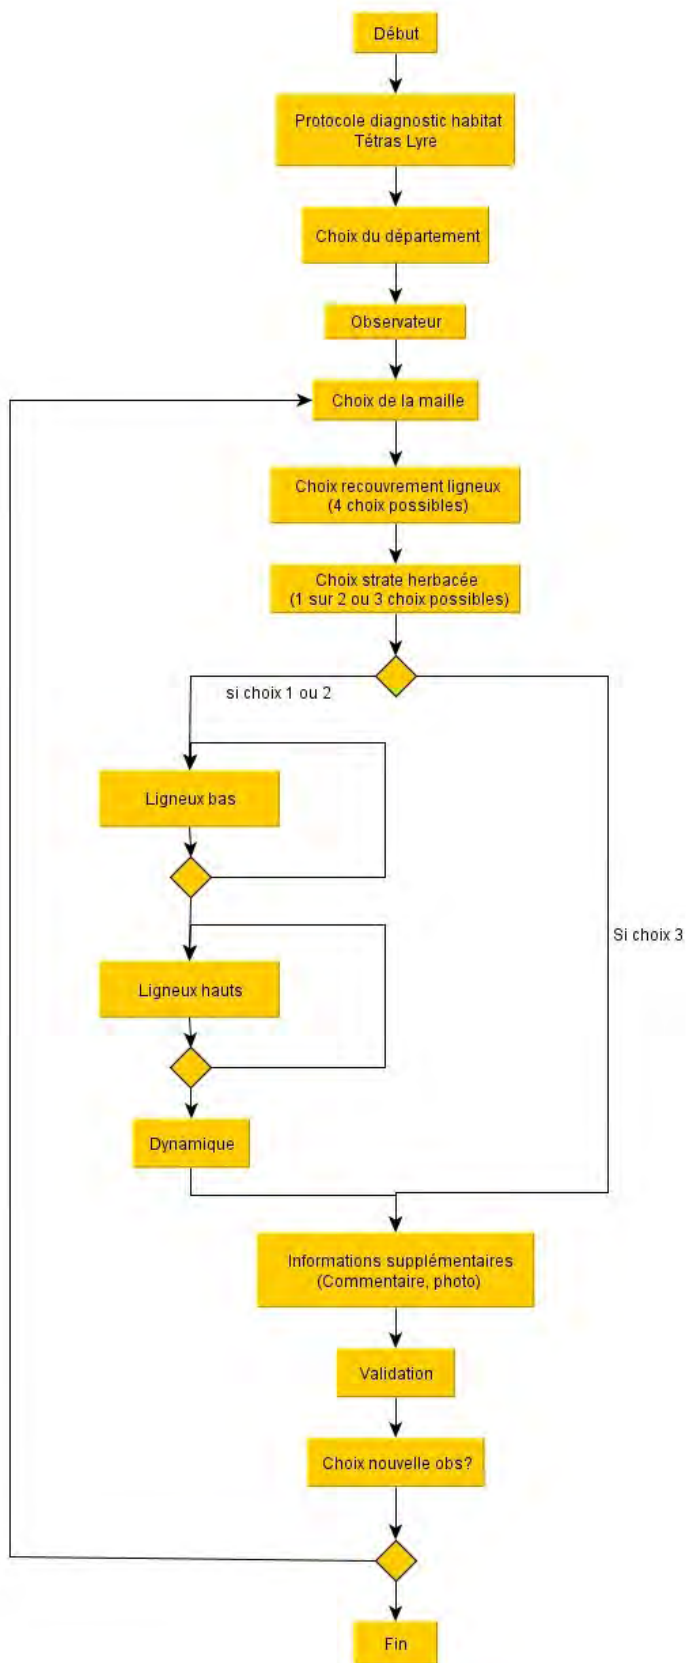 Début
Protocole diagnostic habitat
Tétras Lyre
Choix du département
Observateur
Choix de la maille
Choix recouvrement ligneux
(4 choix possibles)
Choix strate herbacée
(1 sur 2 ou 3 choix possibles)
si choix 1 ou 2
Ligneux bas
Si choix 3
Ligneux hauts
Dynamique
Informations supplémentaires
(Commentaire, photo)
Validation
Choix nouvelle obs?
Fin